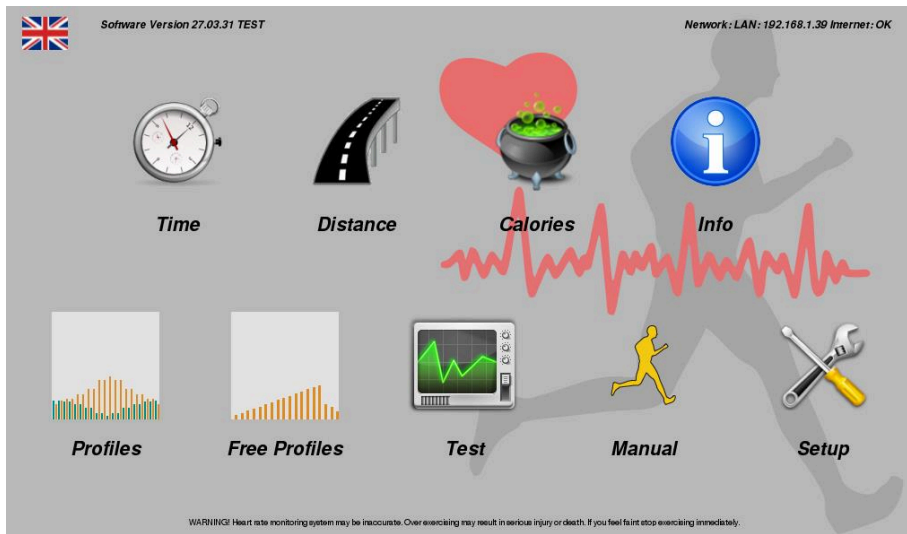 Software Version 27.03.31 TEST
Network: LAN: 192.168.1.39 Internet: OK
Time
Distance
Calories
Info
Profiles
Free Profiles
Test
Manual
Setup
WARNING! Heart rate monitoring system may be inaccurate. Over exercising may result in serious injury or death. If you feel faint stop exercising immediately.